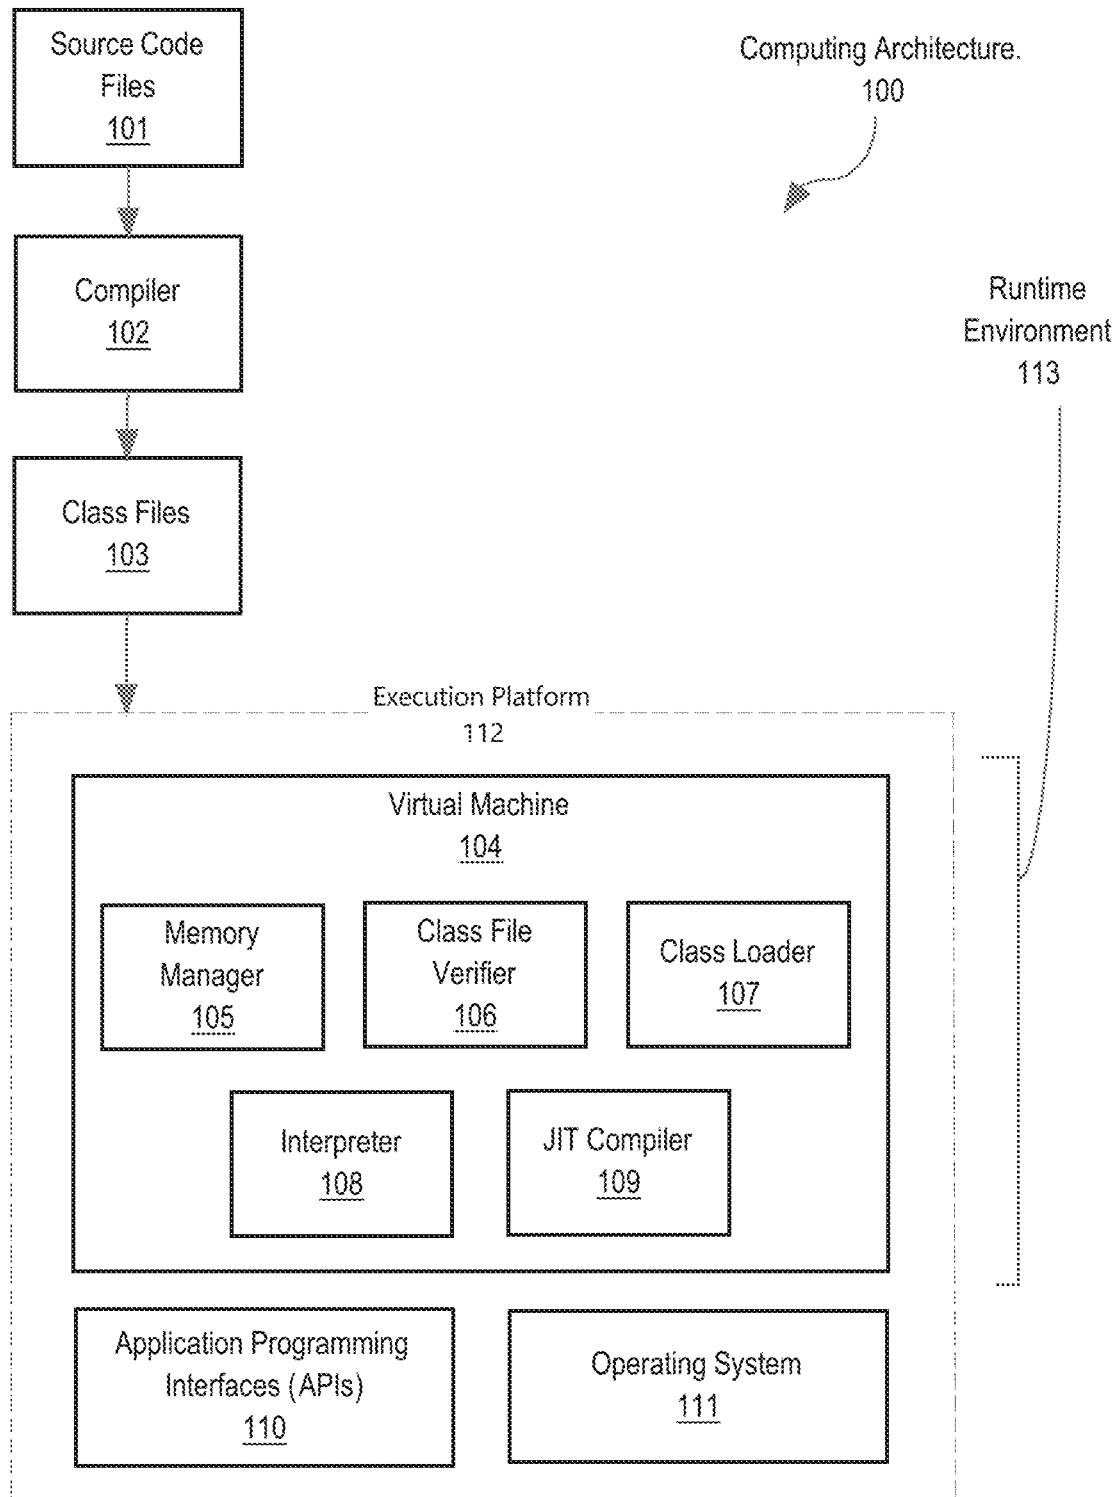 Source Code
Files
101
Computing Architecture.
100
Compiler
102
Runtime
Environment
113
Class Files
103
Execution Platform
112
Virtual Machine
104
Memory
Manager
105
Class File
Verifier
106
Class Loader
107
Interpreter
108
JIT Compiler
109
Application Programming
Interfaces (APIs)
110
Operating System
111